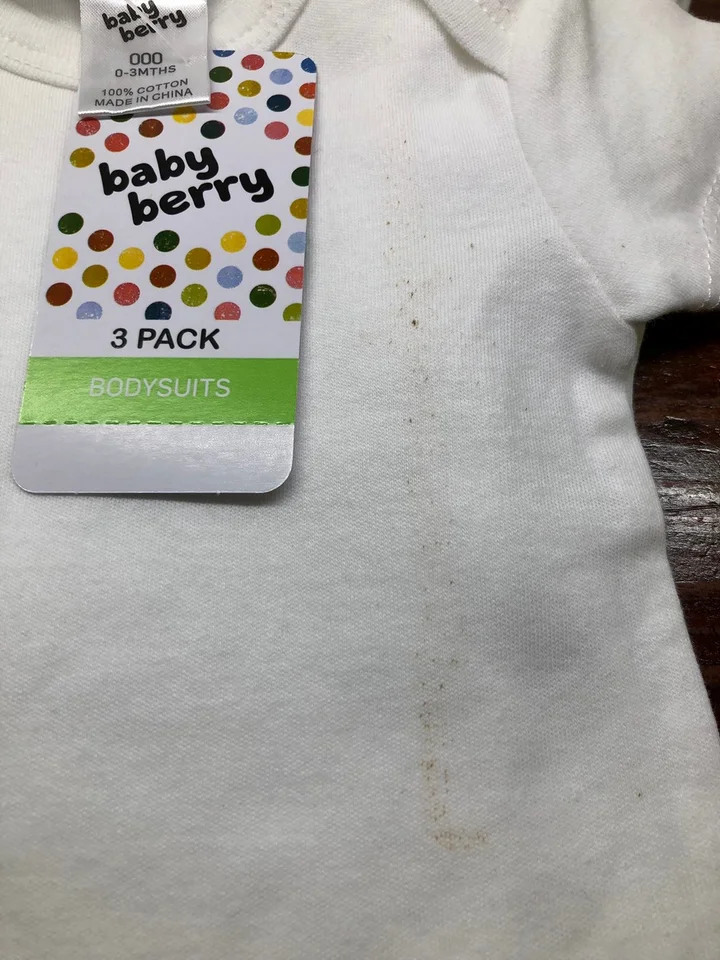 baby
berry
000
0-3MTHS
100% COTTON
MADE IN CHINA
baby
berry
3 PACK
BODYSUITS